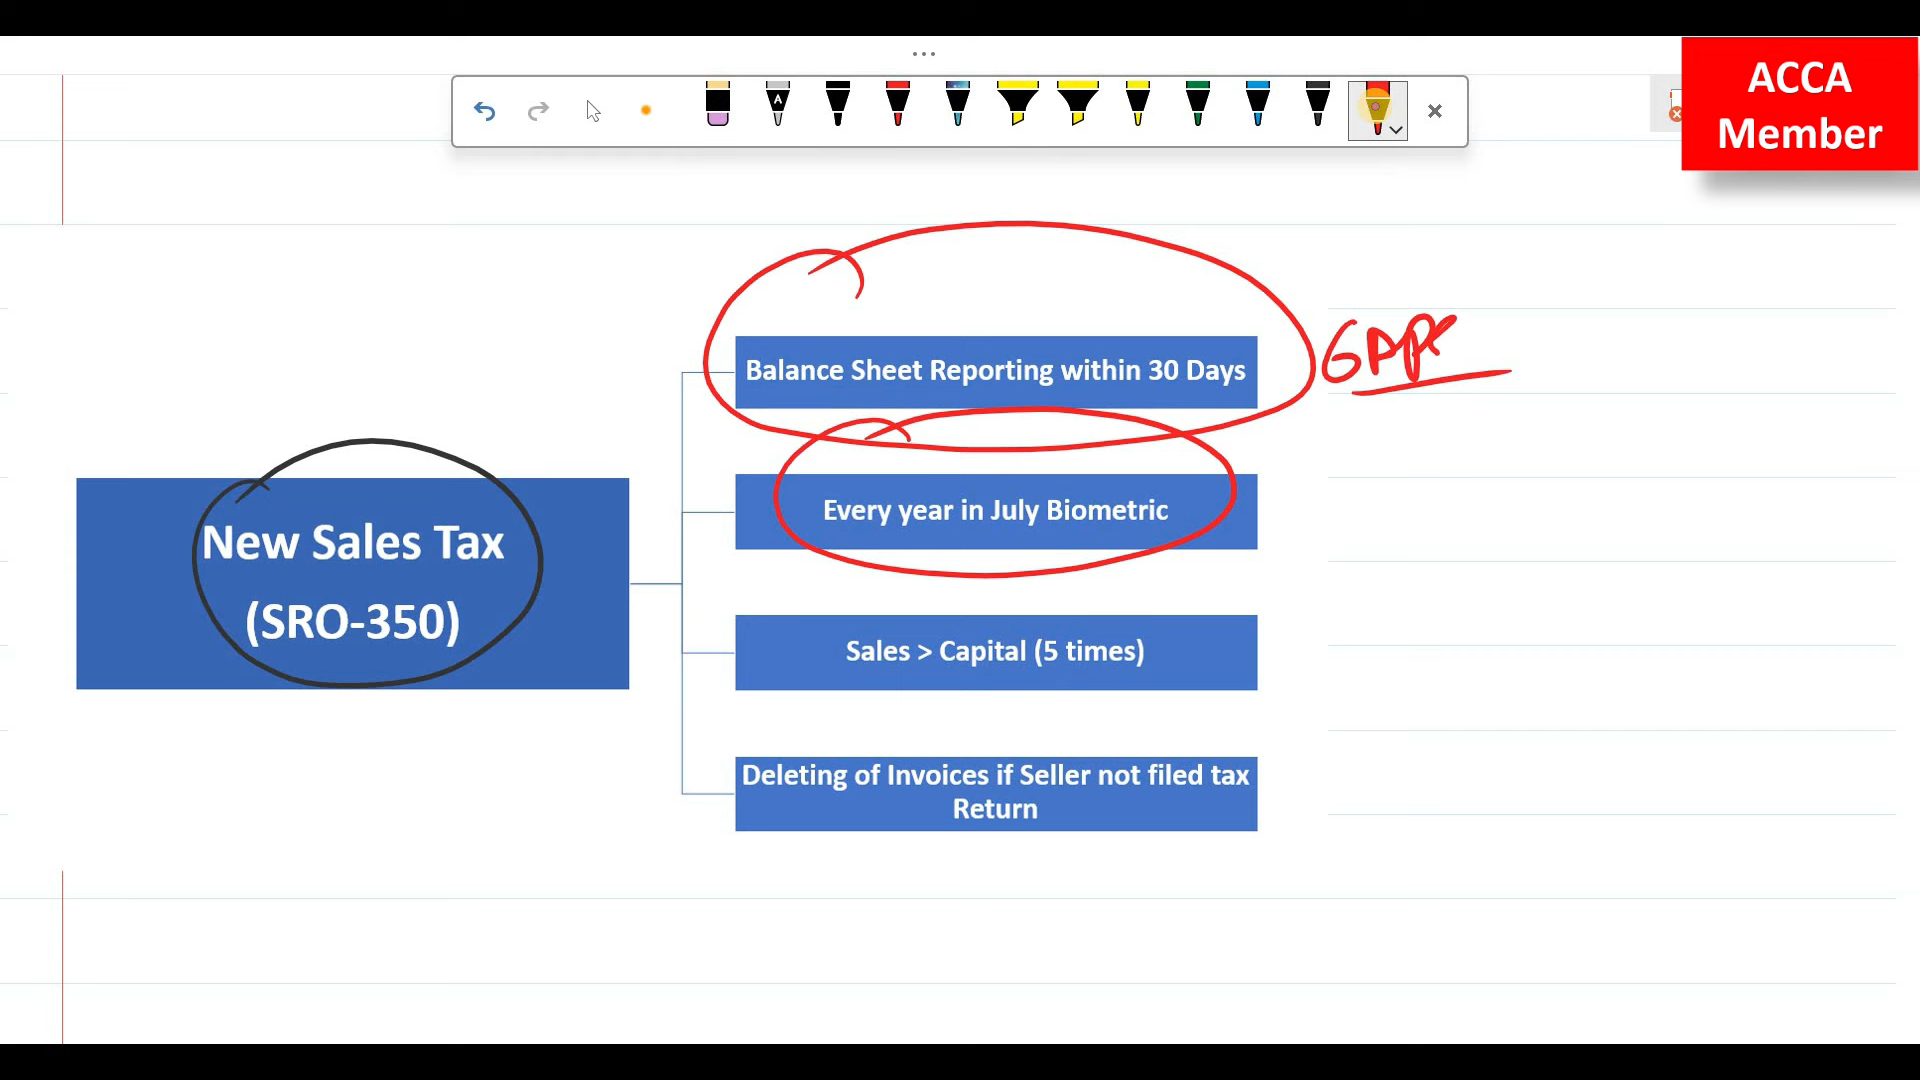 ACCA
Member
A
Balance Sheet Reporting within 30 Days
Every year in July Biometric
New Sales Tax
(SRO-350)
Sales > Capital (5 times)
Deleting of Invoices if Seller not filed tax
Return